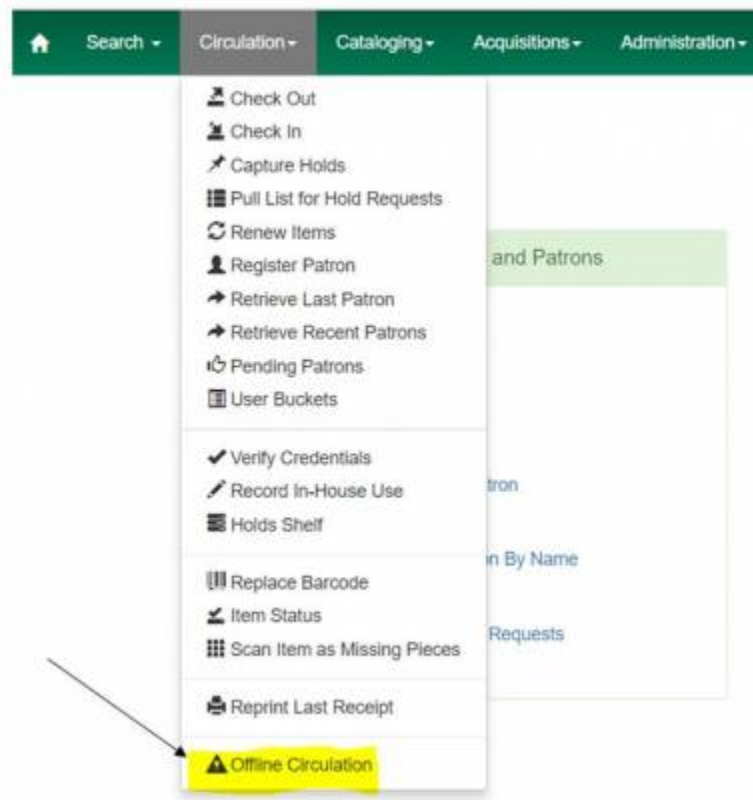 Search Circulation Cataloging Acquisitions Administration
Check Out
Check In
Capture Holds
Pull List for Hold Requests
Renew Items
Register Patron
and Patrons
Retrieve Last Patron
Retrieve Recent Patrons
Pending Patrons
User Buckets
Verify Credentials
Record In-House Use
tron
Holds Shelf
n By Name
Replace Barcode
Item Status
Requests
Scan Item as Missing Pieces
Reprint Last Receipt
Offline Circulation